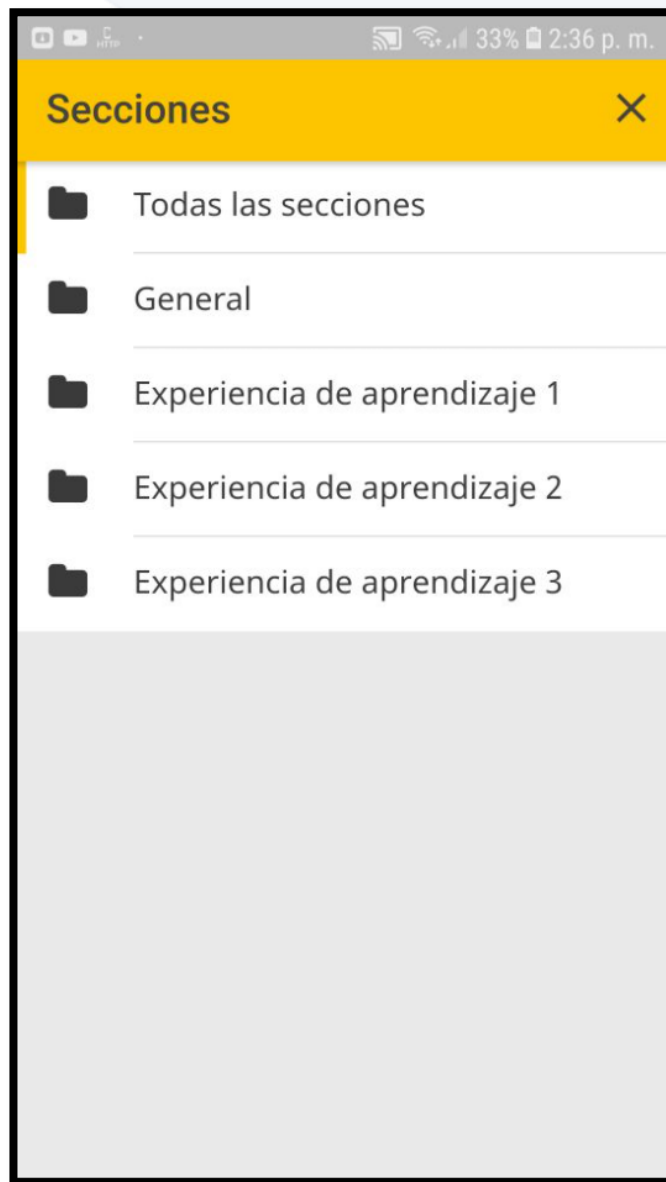 HTTP 33% 2:36 p. m.
Secciones
Todas las secciones
General
Experiencia de aprendizaje 1
Experiencia de aprendizaje 2
Experiencia de aprendizaje 3